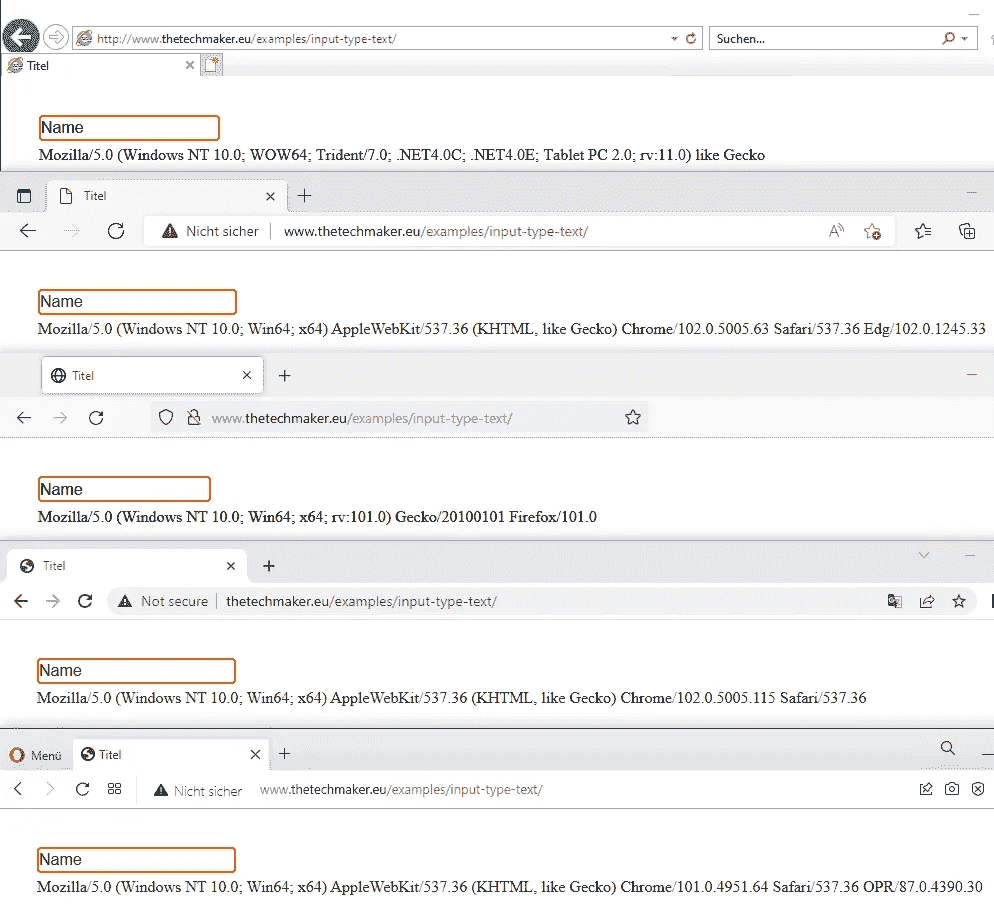 http://www.thetechmaker.eu/examples/input-type-text/ Suchen...
Titel
Name
Mozilla/5.0 (Windows NT 10.0; WOW64; Trident/7.0; .NET4.0C; .NET4.0E; Tablet PC 2.0; rv:11.0) like Gecko
Titel
Nicht sicher www.thetechmaker.eu/examples/input-type-text/
Name
Mozilla/5.0 (Windows NT 10.0; Win64; x64) AppleWebKit/537.36 (KHTML, like Gecko) Chrome/102.0.5005.63 Safari/537.36 Edg/102.0.1245.33
Titel
www.thetechmaker.eu/examples/input-type-text/
Name
Mozilla/5.0 (Windows NT 10.0; Win64; x64; rv:101.0) Gecko/20100101 Firefox/101.0
Titel
Not secure thetechmaker.eu/examples/input-type-text/
Name
Mozilla/5.0 (Windows NT 10.0; Win64; x64) AppleWebKit/537.36 (KHTML, like Gecko) Chrome/102.0.5005.115 Safari/537.36
Menü Titel
Nicht sicher www.thetechmaker.eu/examples/input-type-text/
Name
Mozilla/5.0 (Windows NT 10.0; Win64; x64) AppleWebKit/537.36 (KHTML, like Gecko) Chrome/101.0.4951.64 Safari/537.36 OPR/87.0.4390.30